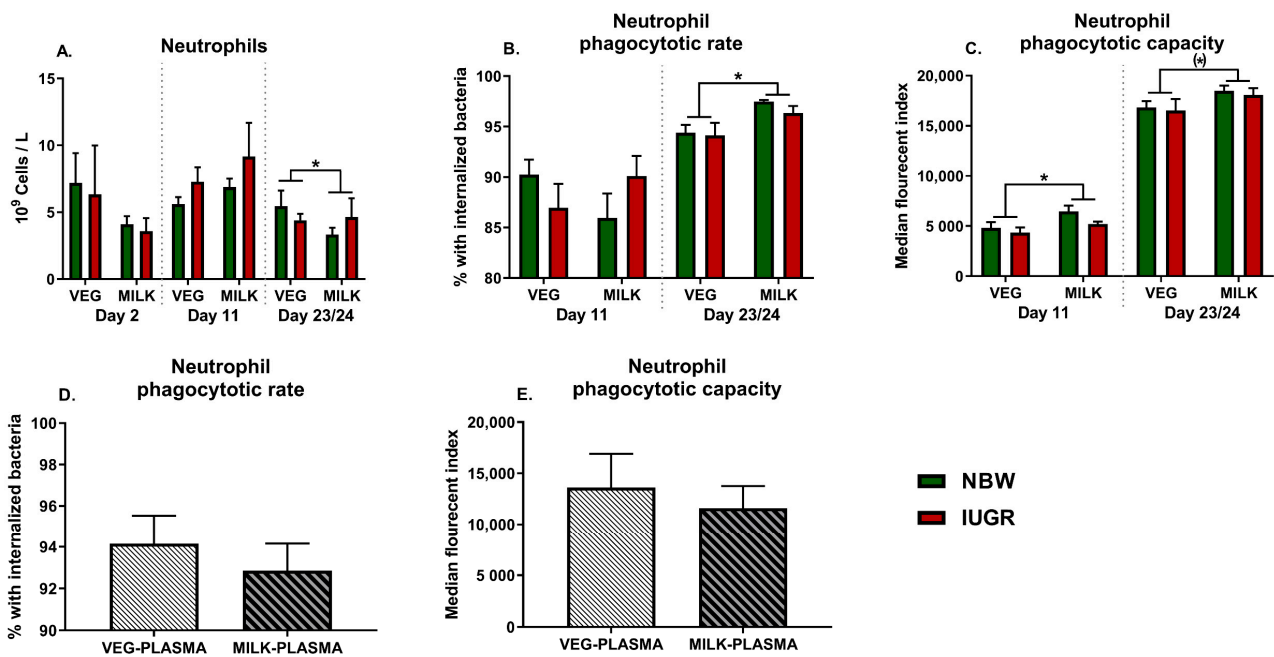 A.
Neutrophils
10⁹ Cells / L
15
10
5
0
*
VEG MILK VEG MILK VEG MILK
Day 2 Day 11 Day 23/24
B.
Neutrophil
phagocytotic rate
% with internalized bacteria
100
95
90
85
80
*
VEG MILK VEG MILK
Day 11 Day 23/24
C.
Neutrophil
phagocytotic capacity
Median flourecent index
20,000
15,000
10,000
5 000
0
*
(*)
VEG MILK VEG MILK
Day 11 Day 23/24
D.
Neutrophil
phagocytotic rate
% with internalized bacteria
100
98
96
94
92
90
VEG-PLASMA MILK-PLASMA
E.
Neutrophil
phagocytotic capacity
Median flourecent index
20,000
15,000
10,000
5 000
0
VEG-PLASMA MILK-PLASMA
NBW
IUGR